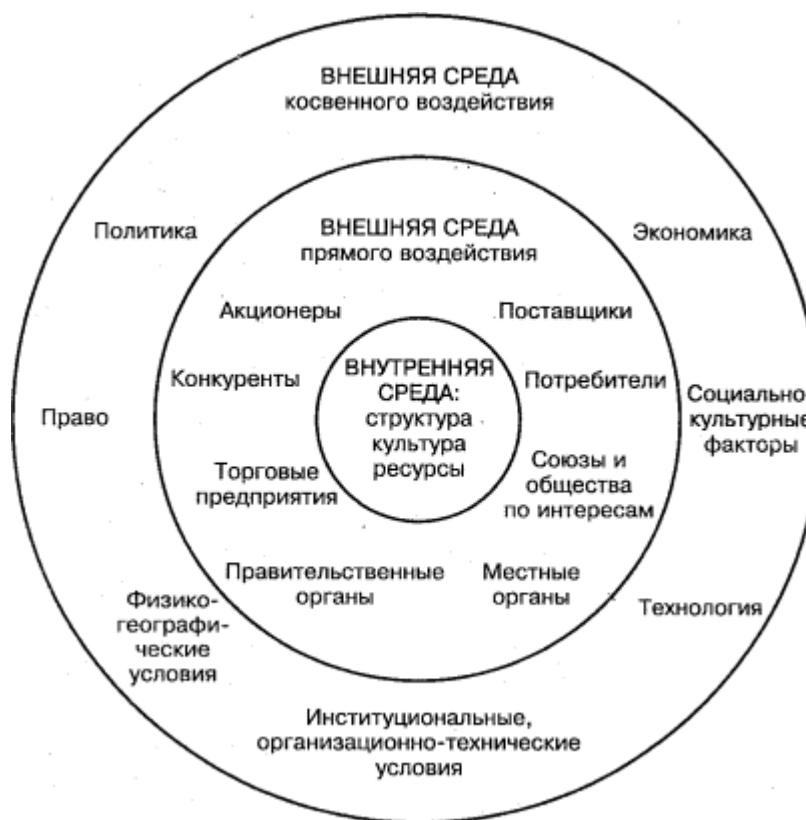 ВНЕШНЯЯ СРЕДА
косвенного воздействия
Политика
Экономика
ВНЕШНЯЯ СРЕДА
прямого воздействия
Акционеры
Поставщики
Конкуренты
ВНУТРЕННЯЯ
СРЕДА:
структура
культура
ресурсы
Потребители
Право
Социально-
культурные
факторы
Торговые
предприятия
Союзы и
общества
по интересам
Правительственные
органы
Местные
органы
Физико-
географи-
ческие
условия
Технология
Институциональные,
организационно-технические
условия